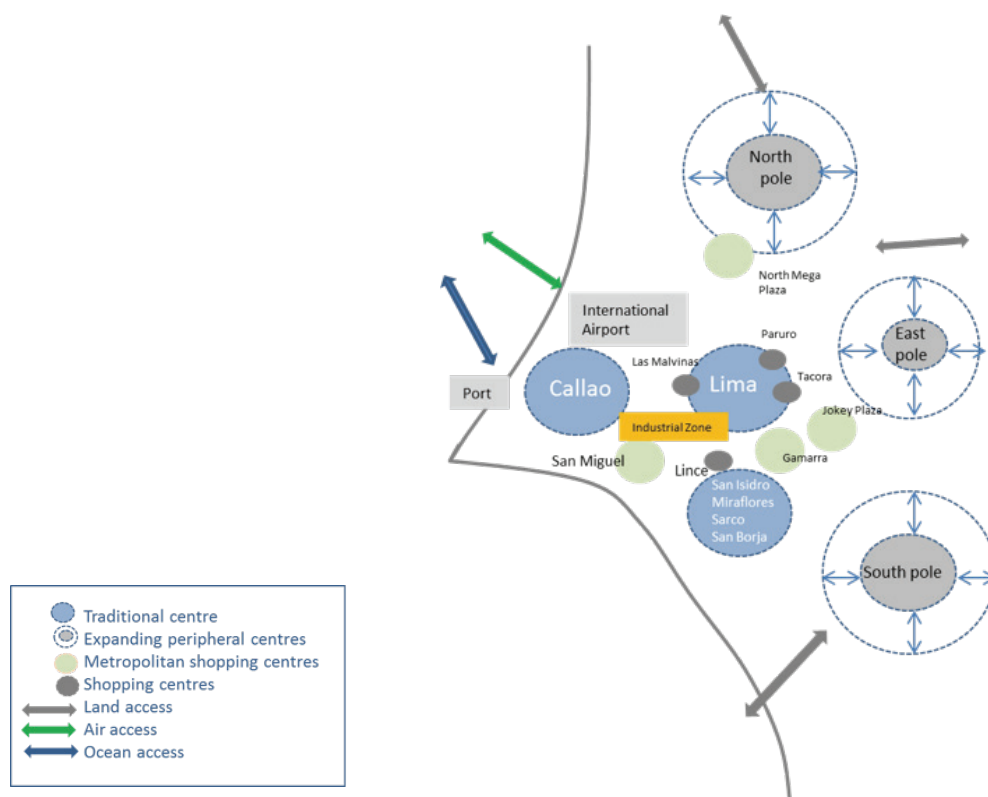 North
pole
North Mega
Plaza
International
Airport
Paruro
East
pole
Las Malvinas
Lima
Tacora
Port
Callao
Jokey Plaza
Industrial Zone
San Miguel
Lince
Gamarra
San Isidro
Miraflores
Sarco
San Borja
South pole
Traditional centre
Expanding peripheral centres
Metropolitan shopping centres
Shopping centres
Land access
Air access
Ocean access